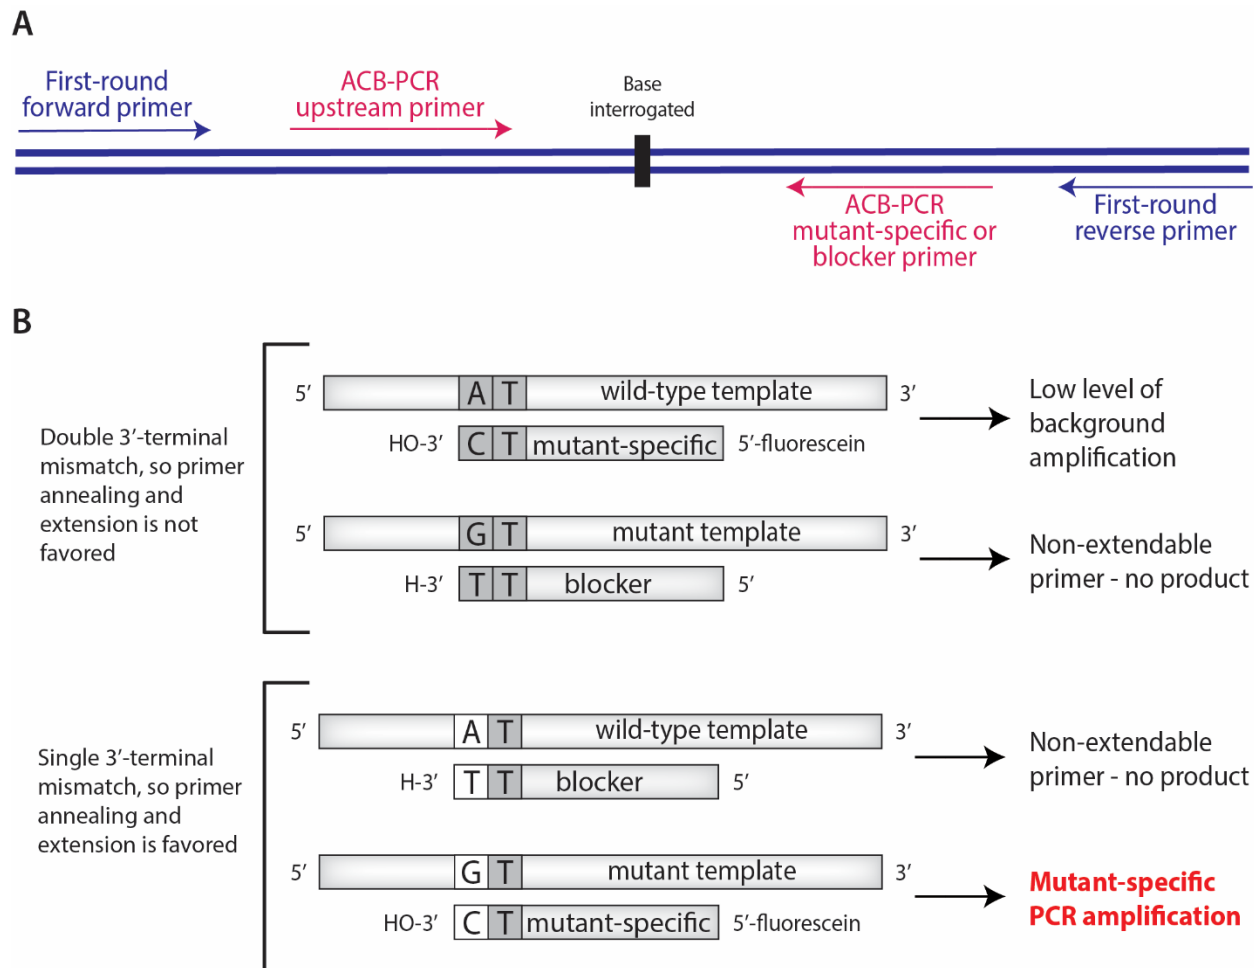 A
First-round
forward primer
ACB-PCR
upstream primer
Base
interrogated
ACB-PCR
mutant-specific or
blocker primer
First-round
reverse primer
B
Double 3’-terminal
mismatch, so primer
annealing and
extension is not
favored
5’ A T wild-type template 3’
HO-3’ C T mutant-specific 5’-fluorescein
Low level of
background
amplification
5’ G T mutant template 3’
H-3’ T T blocker 5’
Non-extendable
primer - no product
Single 3’-terminal
mismatch, so primer
annealing and
extension is favored
5’ A T wild-type template 3’
H-3’ T T blocker 5’
Non-extendable
primer - no product
5’ G T mutant template 3’
HO-3’ C T mutant-specific 5’-fluorescein
Mutant-specific
PCR amplification